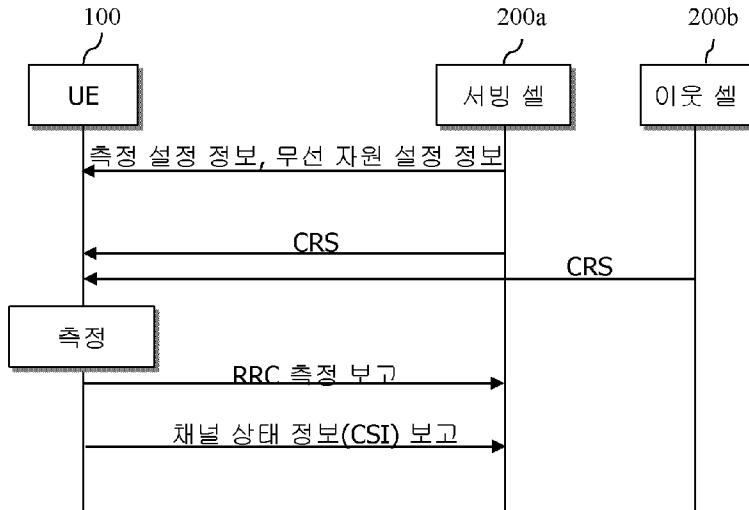 100
200a
200b
UE
서빙 셀
이웃 셀
측정 설정 정보, 무선 자원 설정 정보
CRS
CRS
측정
RRC 측정 보고
채널 상태 정보(CSI) 보고